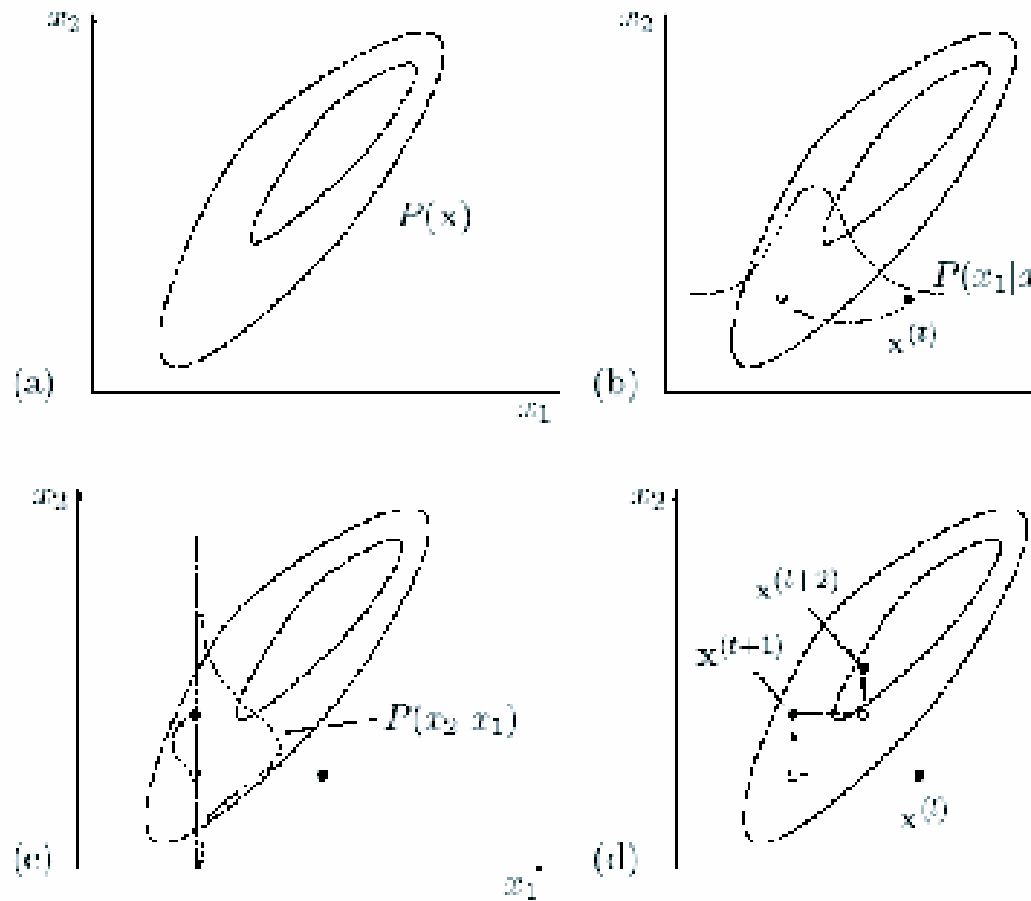 x₂
P(x)
(a)
x₁
x₂
P(x₁|x
x⁽ᵗ⁾
(b)
x₂
P(x₂ x₁)
(c)
x₁
x₂
x⁽ᵗ⁺²⁾
x⁽ᵗ⁺¹⁾
x⁽ᵗ⁾
(d)